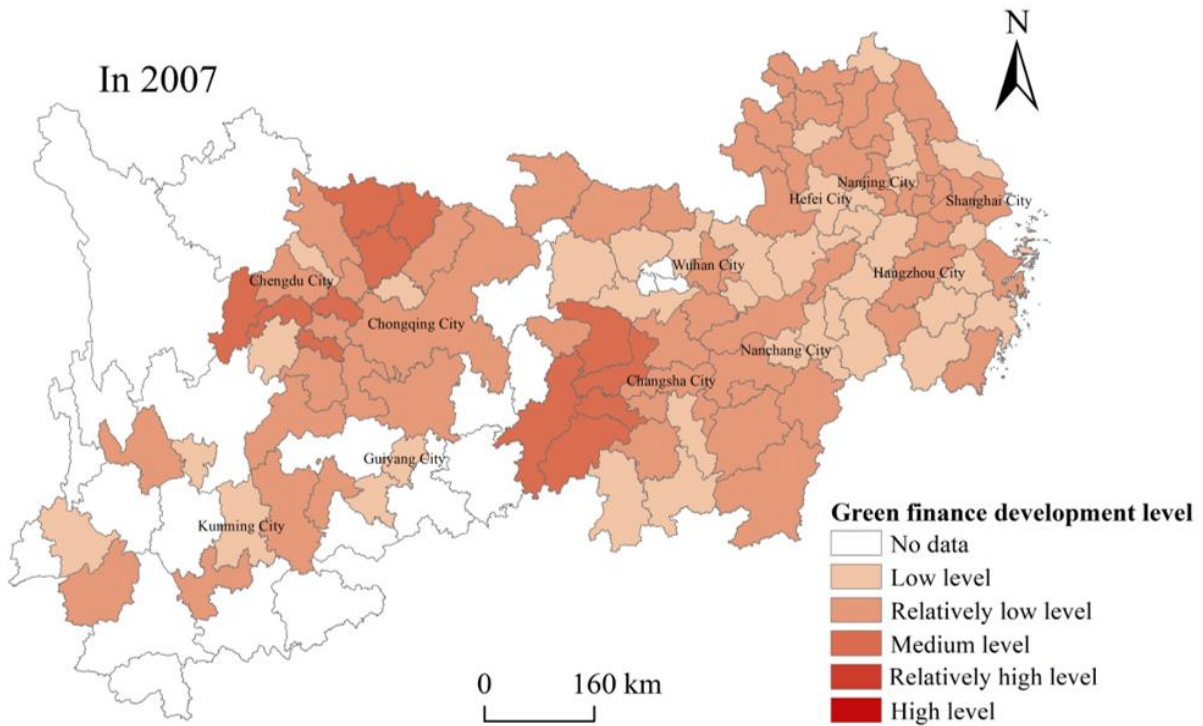 N
In 2007
Nanjing City
Hefei City
Shanghai City
Wuhan City
Hangzhou City
Chengdu City
Chongqing City
Nanchang City
Changsha City
Guiyang City
Kunming City
Green finance development level
No data
Low level
Relatively low level
Medium level
Relatively high level
High level
0 160 km